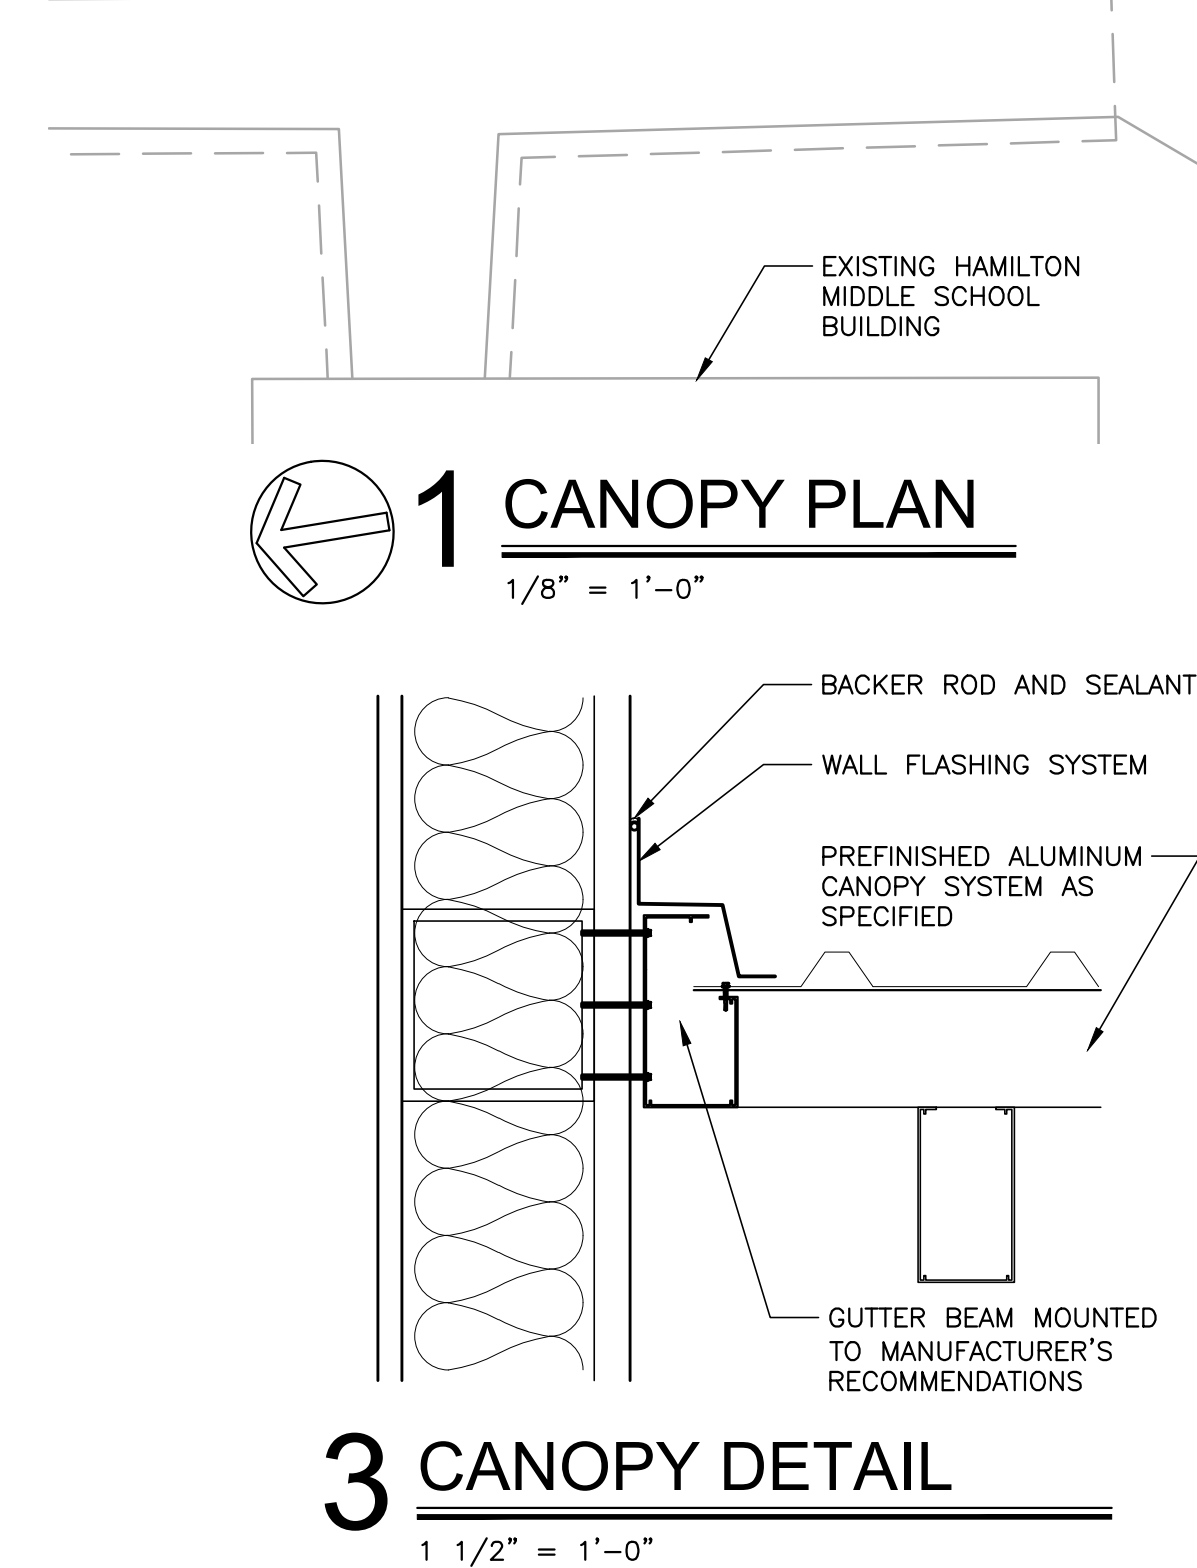 EXISTING HAMILTON
MIDDLE SCHOOL
BUILDING
1 CANOPY PLAN
1/8" = 1'-0"
BACKER ROD AND SEALANT
WALL FLASHING SYSTEM
PREFINISHED ALUMINUM
CANOPY SYSTEM AS
SPECIFIED
GUTTER BEAM MOUNTED
TO MANUFACTURER'S
RECOMMENDATIONS
3 CANOPY DETAIL
1 1/2" = 1'-0"